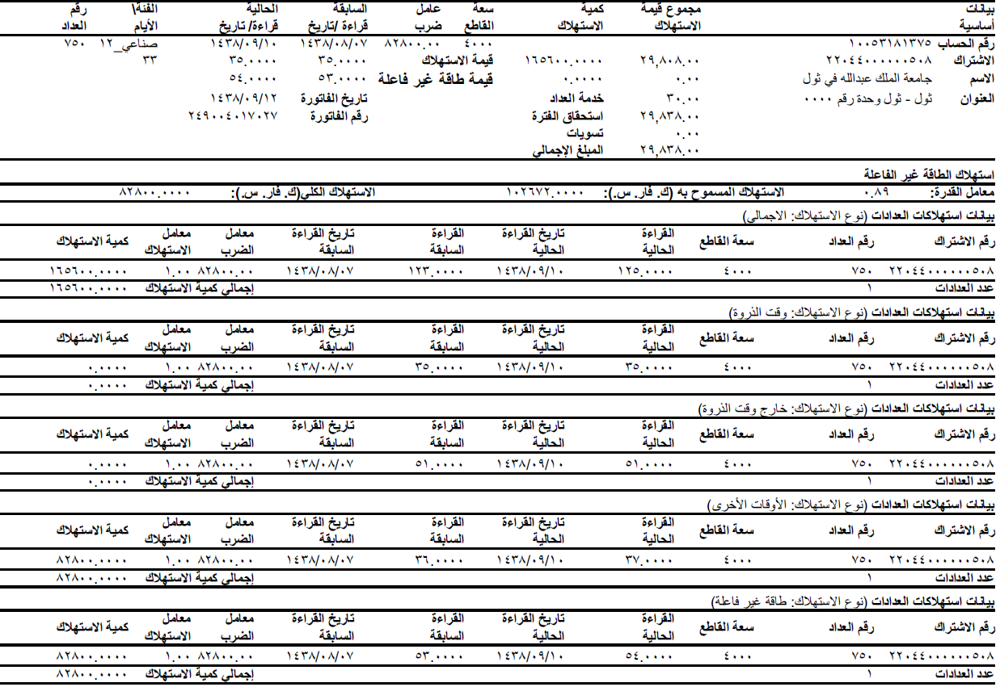 بيانات أساسية مجموع قيمة الاستهلاك كمية الاستهلاك سعة القاطع عامل ضرب السابقة قراءة /تاريخ الحالية قراءة/ تاريخ الفئة\ الأيام رقم العداد
رقم الحساب ١٠٠٥٣١٨١٣٧٥ ٤٠٠٠ ٨٢٨٠٠.٠٠ ١٤٣٨/٠٨/٠٧ ١٤٣٨/٠٩/١٠ صناعي_١٢ ٧٥٠
الاشتراك ٢٢٠٤٤٠٠٠٠٠٠٥٠٨ ٢٩,٨٠٨.٠٠ ١٦٥٦٠٠.٠٠٠٠ قيمة الاستهلاك ٣٥.٠٠٠٠ ٣٥.٠٠٠٠ ٣٣
الاسم جامعة الملك عبدالله في ثول ٠.٠٠ ٠.٠٠٠٠ قيمة طاقة غير فاعلة ٥٣.٠٠٠٠ ٥٤.٠٠٠٠
العنوان ثول - ثول وحدة رقم ٠٠٠٠ ٣٠.٠٠ خدمة العداد تاريخ الفاتورة ١٤٣٨/٠٩/١٢
٢٩,٨٣٨.٠٠ استحقاق الفترة رقم الفاتورة ٢٤٩٠٠٤٠١٧٠٢٧
٠.٠٠ تسويات
٢٩,٨٣٨.٠٠ المبلغ الإجمالي
استهلاك الطاقة غير الفاعلة
معامل القدرة: ٠.٨٩ الاستهلاك المسموح به (ك. فار. س.): ١٠٢٦٧٢.٠٠٠٠ الاستهلاك الكلي(ك. فار. س.): ٨٢٨٠٠.٠٠٠٠
بيانات استهلاكات العدادات (نوع الاستهلاك: الاجمالي)
رقم الاشتراك رقم العداد سعة القاطع القراءة الحالية تاريخ القراءة الحالية القراءة السابقة تاريخ القراءة السابقة معامل الضرب معامل الاستهلاك كمية الاستهلاك
٢٢٠٤٤٠٠٠٠٠٠٥٠٨ ٧٥٠ ٤٠٠٠ ١٢٥.٠٠٠٠ ١٤٣٨/٠٩/١٠ ١٢٣.٠٠٠٠ ١٤٣٨/٠٨/٠٧ ٨٢٨٠٠.٠٠ ١.٠٠ ١٦٥٦٠٠.٠٠٠٠
عدد العدادات ١ إجمالي كمية الاستهلاك ١٦٥٦٠٠.٠٠٠٠
بيانات استهلاكات العدادات (نوع الاستهلاك: وقت الذروة)
رقم الاشتراك رقم العداد سعة القاطع القراءة الحالية تاريخ القراءة الحالية القراءة السابقة تاريخ القراءة السابقة معامل الضرب معامل الاستهلاك كمية الاستهلاك
٢٢٠٤٤٠٠٠٠٠٠٥٠٨ ٧٥٠ ٤٠٠٠ ٣٥.٠٠٠٠ ١٤٣٨/٠٩/١٠ ٣٥.٠٠٠٠ ١٤٣٨/٠٨/٠٧ ٨٢٨٠٠.٠٠ ١.٠٠ ٠.٠٠٠٠
عدد العدادات ١ إجمالي كمية الاستهلاك ٠.٠٠٠٠
بيانات استهلاكات العدادات (نوع الاستهلاك: خارج وقت الذروة)
رقم الاشتراك رقم العداد سعة القاطع القراءة الحالية تاريخ القراءة الحالية القراءة السابقة تاريخ القراءة السابقة معامل الضرب معامل الاستهلاك كمية الاستهلاك
٢٢٠٤٤٠٠٠٠٠٠٥٠٨ ٧٥٠ ٤٠٠٠ ٥١.٠٠٠٠ ١٤٣٨/٠٩/١٠ ٥١.٠٠٠٠ ١٤٣٨/٠٨/٠٧ ٨٢٨٠٠.٠٠ ١.٠٠ ٠.٠٠٠٠
عدد العدادات ١ إجمالي كمية الاستهلاك ٠.٠٠٠٠
بيانات استهلاكات العدادات (نوع الاستهلاك: الأوقات الأخرى)
رقم الاشتراك رقم العداد سعة القاطع القراءة الحالية تاريخ القراءة الحالية القراءة السابقة تاريخ القراءة السابقة معامل الضرب معامل الاستهلاك كمية الاستهلاك
٢٢٠٤٤٠٠٠٠٠٠٥٠٨ ٧٥٠ ٤٠٠٠ ٣٧.٠٠٠٠ ١٤٣٨/٠٩/١٠ ٣٦.٠٠٠٠ ١٤٣٨/٠٨/٠٧ ٨٢٨٠٠.٠٠ ١.٠٠ ٨٢٨٠٠.٠٠٠٠
عدد العدادات ١ إجمالي كمية الاستهلاك ٨٢٨٠٠.٠٠٠٠
بيانات استهلاكات العدادات (نوع الاستهلاك: طاقة غير فاعلة)
رقم الاشتراك رقم العداد سعة القاطع القراءة الحالية تاريخ القراءة الحالية القراءة السابقة تاريخ القراءة السابقة معامل الضرب معامل الاستهلاك كمية الاستهلاك
٢٢٠٤٤٠٠٠٠٠٠٥٠٨ ٧٥٠ ٤٠٠٠ ٥٤.٠٠٠٠ ١٤٣٨/٠٩/١٠ ٥٣.٠٠٠٠ ١٤٣٨/٠٨/٠٧ ٨٢٨٠٠.٠٠ ١.٠٠ ٨٢٨٠٠.٠٠٠٠
عدد العدادات ١ إجمالي كمية الاستهلاك ٨٢٨٠٠.٠٠٠٠